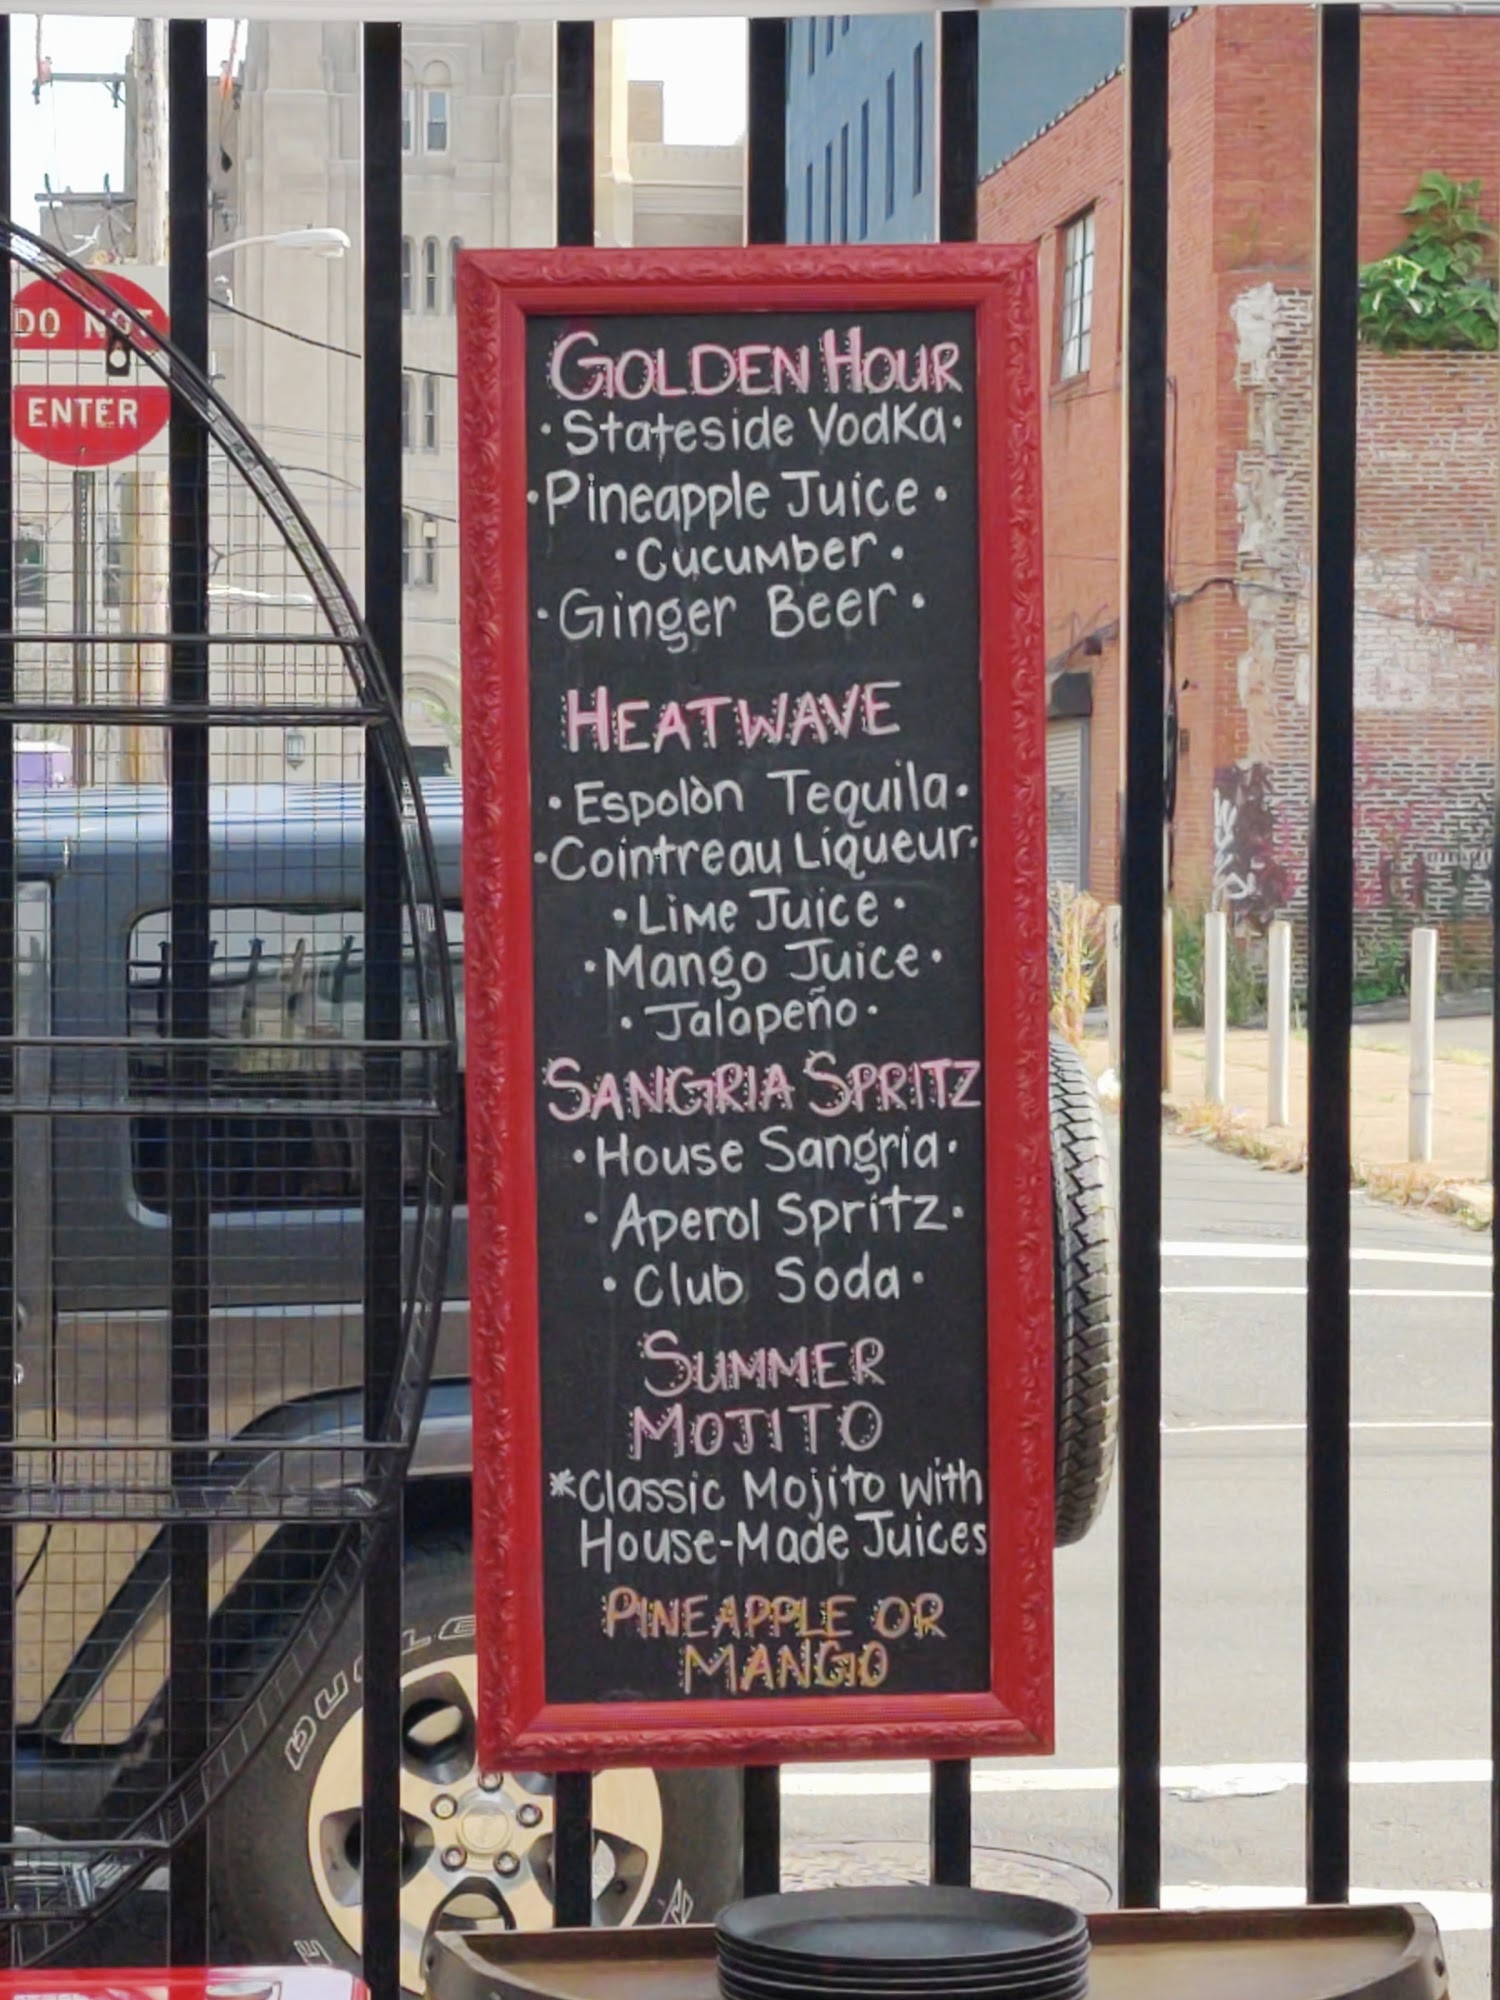 DO NOT
ENTER
GOLDEN HOUR
• Stateside Vodka •
• Pineapple Juice •
• Cucumber •
• Ginger Beer •
HEATWAVE
• Espolòn Tequila •
• Cointreau Liqueur •
• Lime Juice •
• Mango Juice •
• Jalapeño •
SANGRIA SPRITZ
• House Sangria •
• Aperol Spritz •
• Club Soda •
SUMMER
MOJITO
*Classic Mojito with
House-Made Juices
PINEAPPLE OR
MANGO